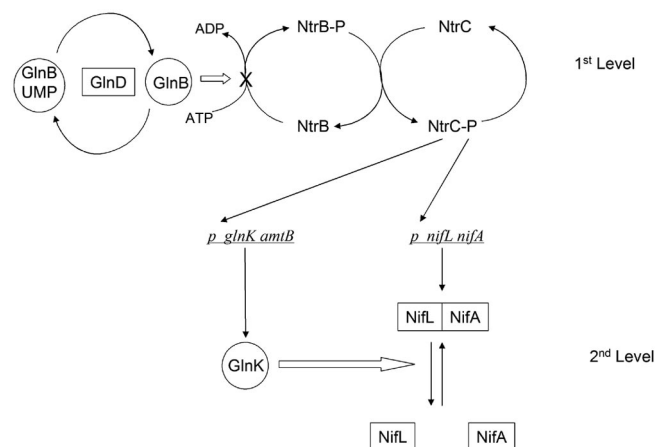 ADP
NtrB-P
NtrC
1st Level
GlnB
UMP
GlnD
GlnB
X
ATP
NtrB
NtrC-P
p glnK amtB
p nifL nifA
NifL
NifA
GlnK
2nd Level
NifL
NifA